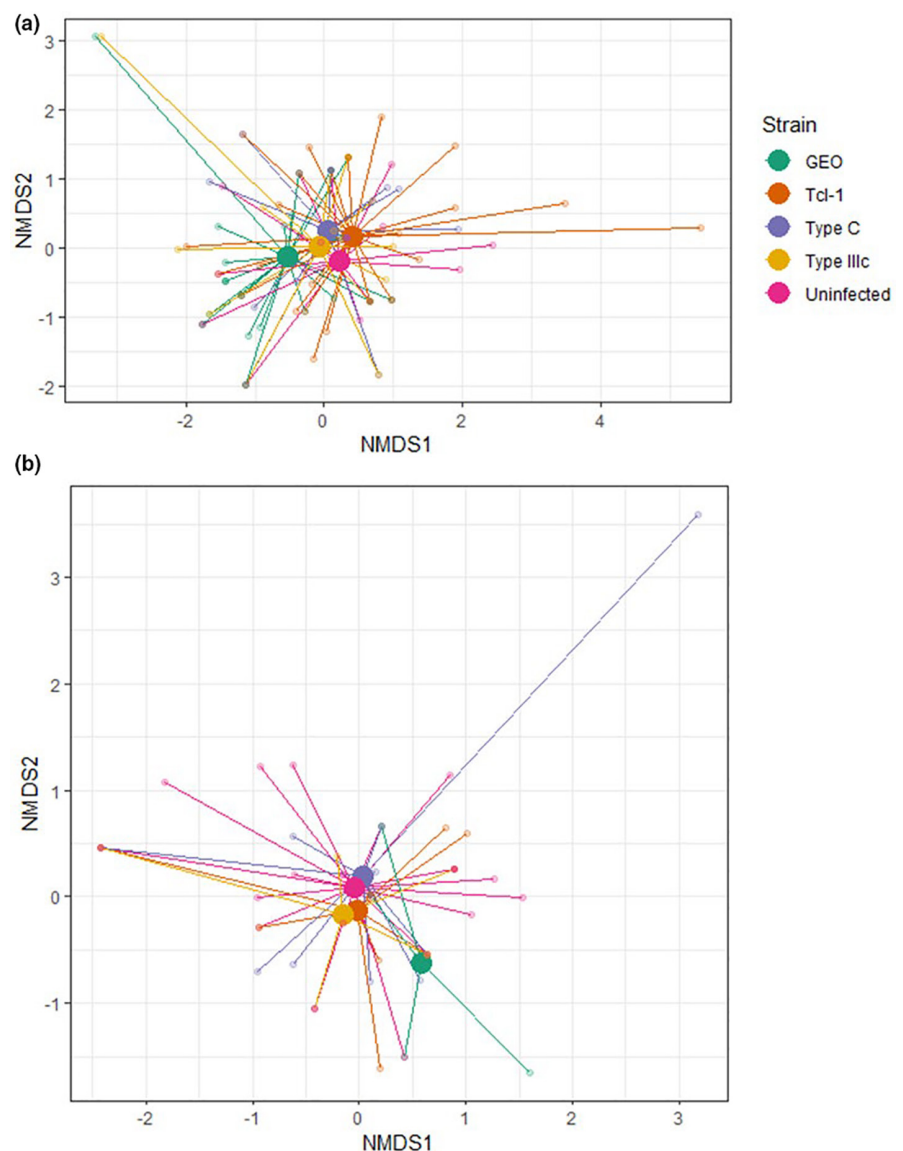 (a)
3
2
1
0
-1
-2
NMDS2
-2 0 2 4
NMDS1
Strain
GEO
Tcl-1
Type C
Type IIIc
Uninfected
(b)
3
2
1
0
-1
NMDS2
-2 -1 0 1 2 3
NMDS1